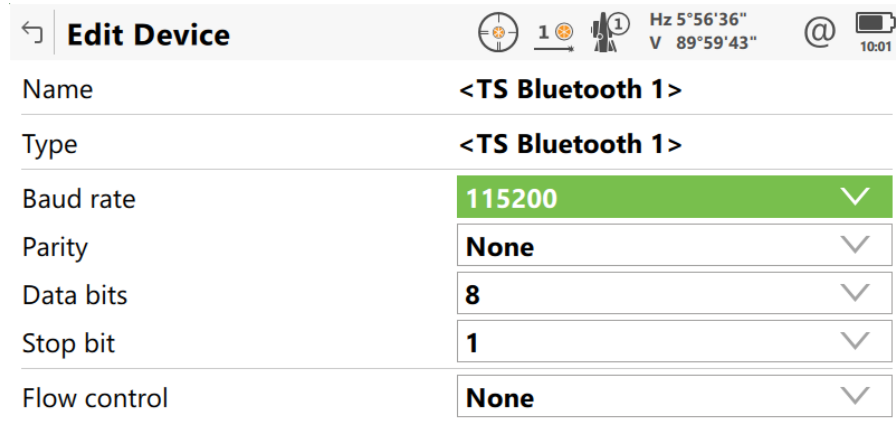 Edit Device
1
1
Hz 5°56'36"
V 89°59'43"
@
10:01
Name <TS Bluetooth 1>
Type <TS Bluetooth 1>
Baud rate 115200
Parity None
Data bits 8
Stop bit 1
Flow control None